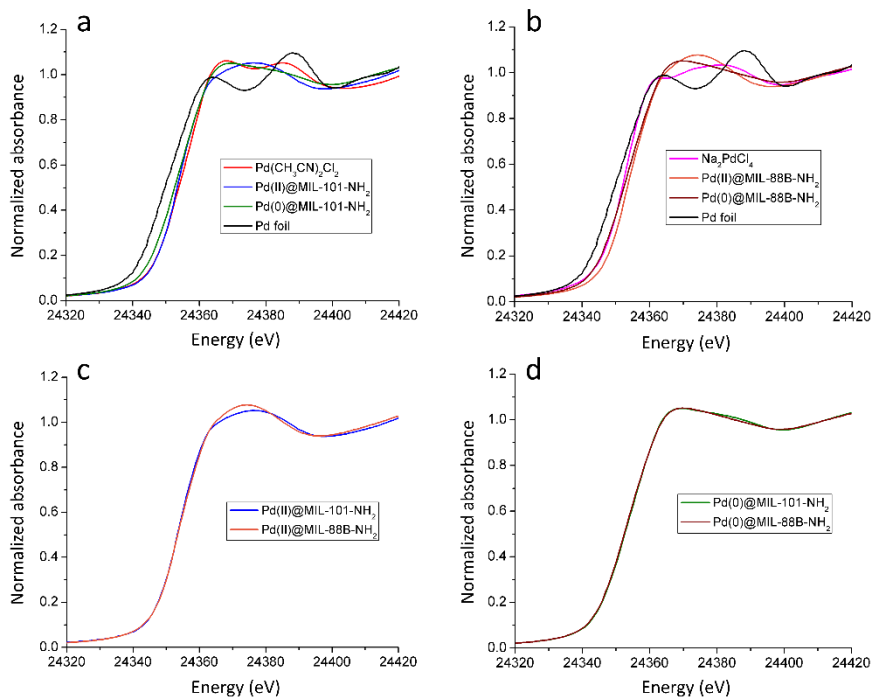 a
Normalized absorbance
1.2
1.0
0.8
0.6
0.4
0.2
0.0
Pd(CH₃CN)₂Cl₂
Pd(II)@MIL-101-NH₂
Pd(0)@MIL-101-NH₂
Pd foil
24320 24340 24360 24380 24400 24420
Energy (eV)
b
Normalized absorbance
1.2
1.0
0.8
0.6
0.4
0.2
0.0
Na₂PdCl₄
Pd(II)@MIL-88B-NH₂
Pd(0)@MIL-88B-NH₂
Pd foil
24320 24340 24360 24380 24400 24420
Energy (eV)
c
Normalized absorbance
1.2
1.0
0.8
0.6
0.4
0.2
0.0
Pd(II)@MIL-101-NH₂
Pd(II)@MIL-88B-NH₂
24320 24340 24360 24380 24400 24420
Energy (eV)
d
Normalized absorbance
1.2
1.0
0.8
0.6
0.4
0.2
0.0
Pd(0)@MIL-101-NH₂
Pd(0)@MIL-88B-NH₂
24320 24340 24360 24380 24400 24420
Energy (eV)